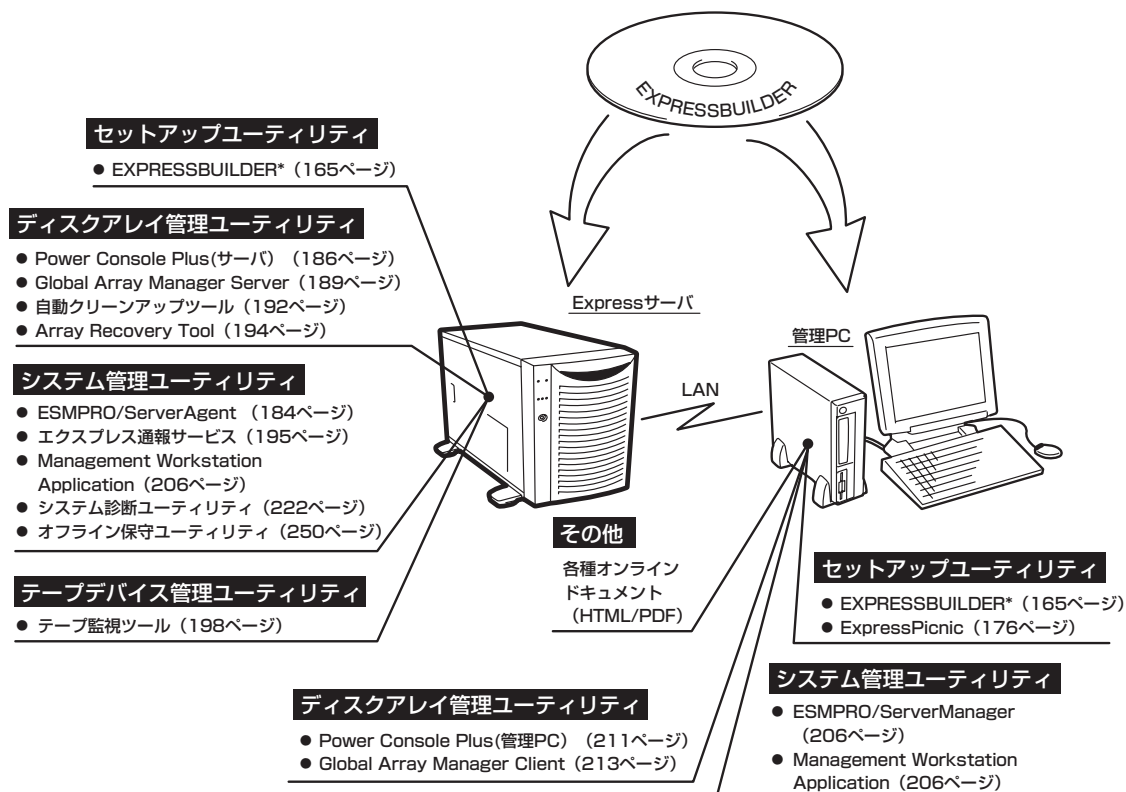 EXPRESSBUILDER
セットアップユーティリティ
● EXPRESSBUILDER*（165ページ）
ディスクアレイ管理ユーティリティ
● Power Console Plus(サーバ）（186ページ）
● Global Array Manager Server（189ページ）
● 自動クリーンアップツール（192ページ）
● Array Recovery Tool（194ページ）
システム管理ユーティリティ
● ESMPRO/ServerAgent （184ページ）
● エクスプレス通報サービス（195ページ）
● Management Workstation
Application（206ページ）
● システム診断ユーティリティ（222ページ）
● オフライン保守ユーティリティ（250ページ）
テープデバイス管理ユーティリティ
● テープ監視ツール（198ページ）
Expressサーバ
管理PC
LAN
その他
各種オンライン
ドキュメント
（HTML/PDF）
セットアップユーティリティ
● EXPRESSBUILDER*（165ページ）
● ExpressPicnic（176ページ）
ディスクアレイ管理ユーティリティ
● Power Console Plus(管理PC）（211ページ）
● Global Array Manager Client（213ページ）
システム管理ユーティリティ
● ESMPRO/ServerManager
（206ページ）
● Management Workstation
Application（206ページ）